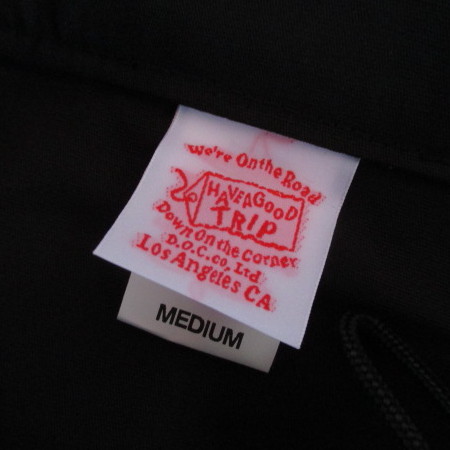 We're On the Road
HAVE A GOOD
TRIP
Down On the Corner
D.O.C.co, Ltd
Los Angeles CA
MEDIUM